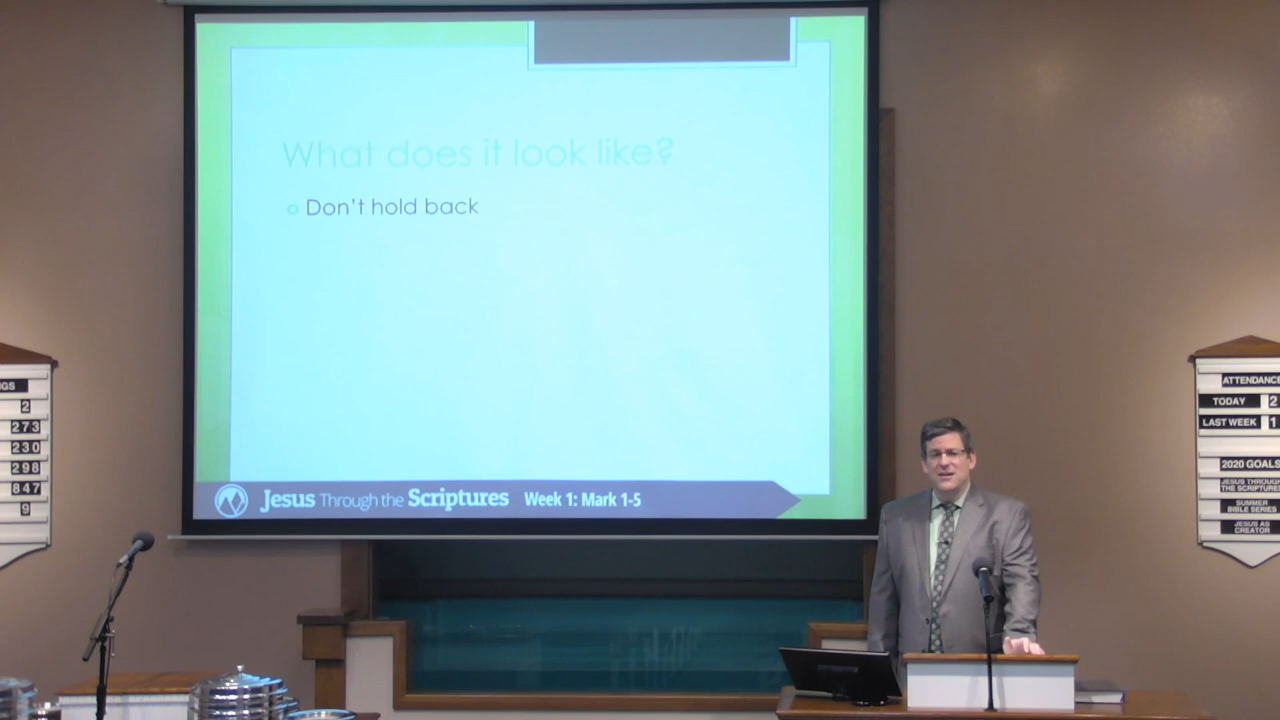 What does it look like?
Don't hold back
Jesus Through the Scriptures Week 1: Mark 1-5
GS
2
273
230
298
847
9
ATTENDANCE
TODAY 2
LAST WEEK 1
2020 GOALS
JESUS THROUGH
THE SCRIPTURES
SUMMER
BIBLE SERIES
JESUS AS
CREATOR